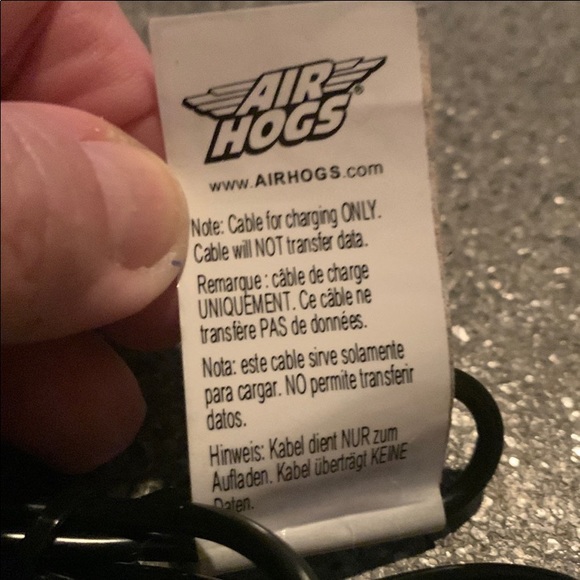 AIR
HOGS®
www.AIRHOGS.com
Note: Cable for charging ONLY.
Cable will NOT transfer data.
Remarque : câble de charge
UNIQUEMENT. Ce câble ne
transfère PAS de données.
Nota: este cable sirve solamente
para cargar. NO permite transferir
datos.
Hinweis: Kabel dient NUR zum
Aufladen. Kabel überträgt KEINE
Daten.